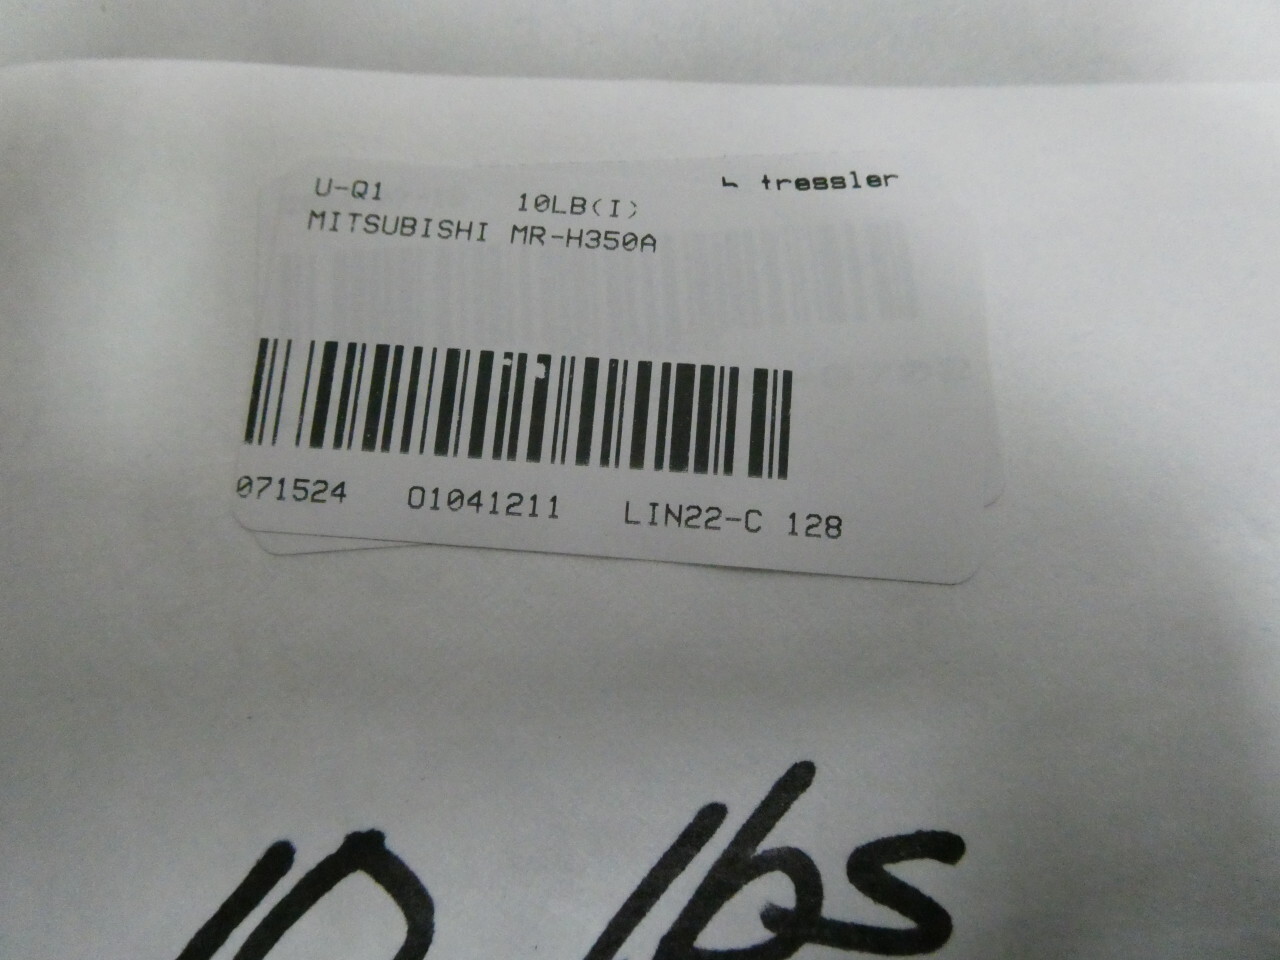 U-Q1 10LB(I) tressler
MITSUBISHI MR-H350A
071524 01041211 LIN22-C 128
10 lbs